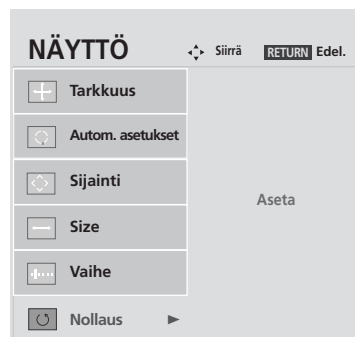 NÄYTTÖ Siirrä RETURN Edel.
Tarkkuus
Autom. asetukset
Sijainti
Aseta
Size
Vaihe
Nollaus